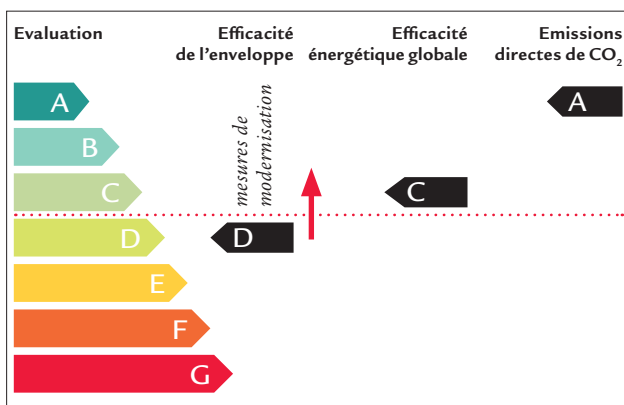 Evaluation
Efficacité
de l’enveloppe
Efficacité
énergétique globale
Emissions
directes de CO₂
mesures de
modernisation
A
A
B
C
C
D
D
E
F
G